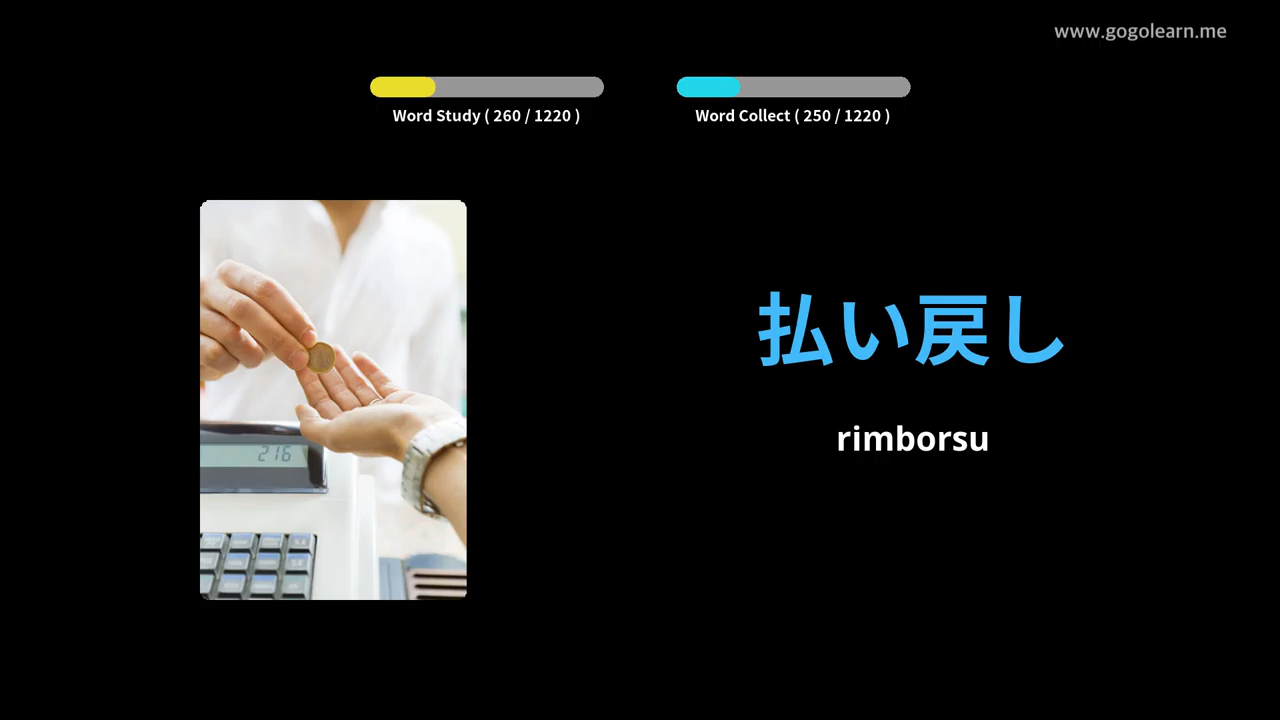 www.gogolearn.me
Word Study ( 260 / 1220 )
Word Collect ( 250 / 1220 )
払い戻し
rimborsu
216